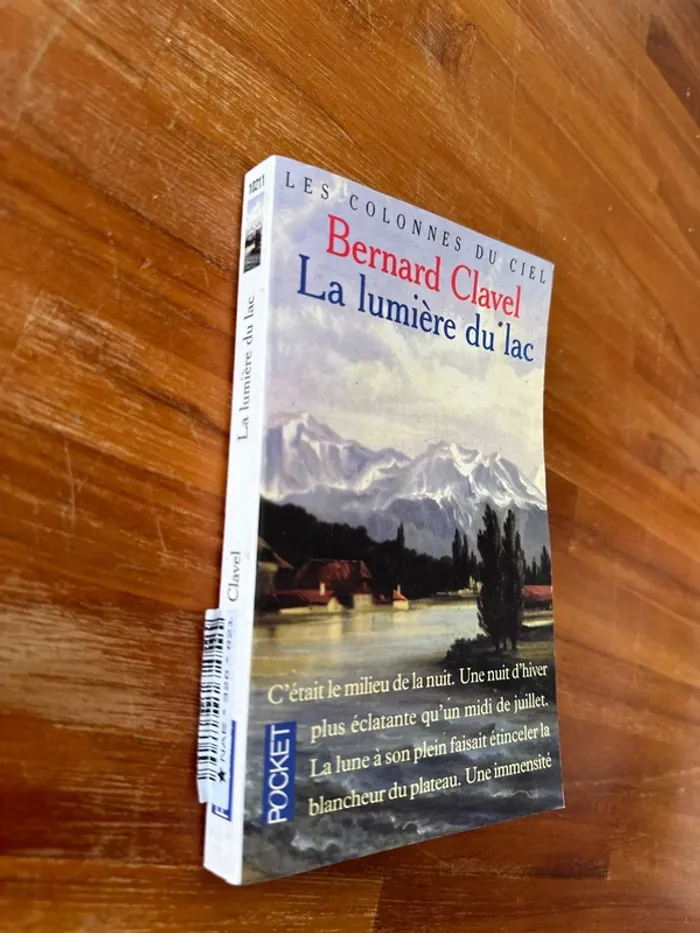 LES COLONNES DU CIEL
Bernard Clavel
La lumière du lac
C'était le milieu de la nuit. Une nuit d'hiver
plus éclatante qu'un midi de juillet.
La lune à son plein faisait étinceler la
blancheur du plateau. Une immensité
POCKET
10211
La lumière du lac
Clavel